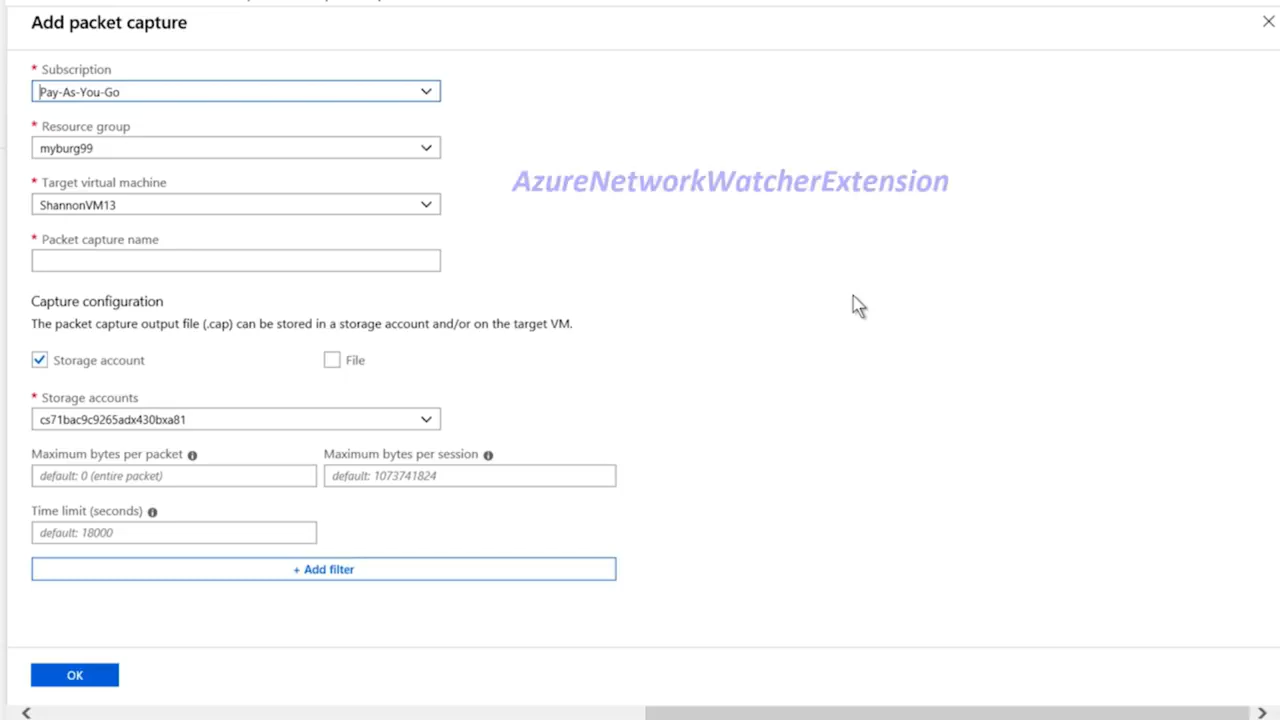 Add packet capture
* Subscription
Pay-As-You-Go
* Resource group
myburg99
AzureNetworkWatcherExtension
* Target virtual machine
ShannonVM13
* Packet capture name
Capture configuration
The packet capture output file (.cap) can be stored in a storage account and/or on the target VM.
Storage account File
* Storage accounts
cs71bac9c9265adx430bxa81
Maximum bytes per packet Maximum bytes per session
default: 0 (entire packet) default: 1073741824
Time limit (seconds)
default: 18000
+ Add filter
OK